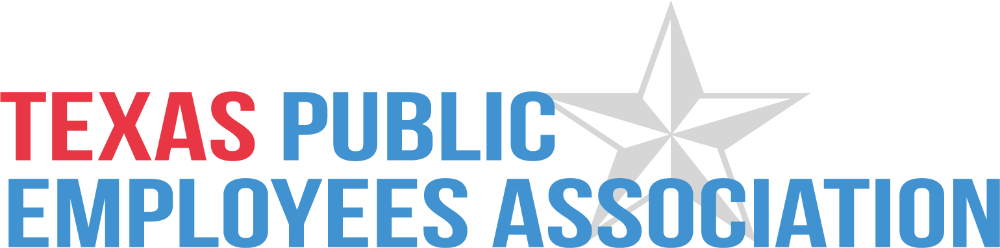 TEXAS PUBLIC
EMPLOYEES ASSOCIATION